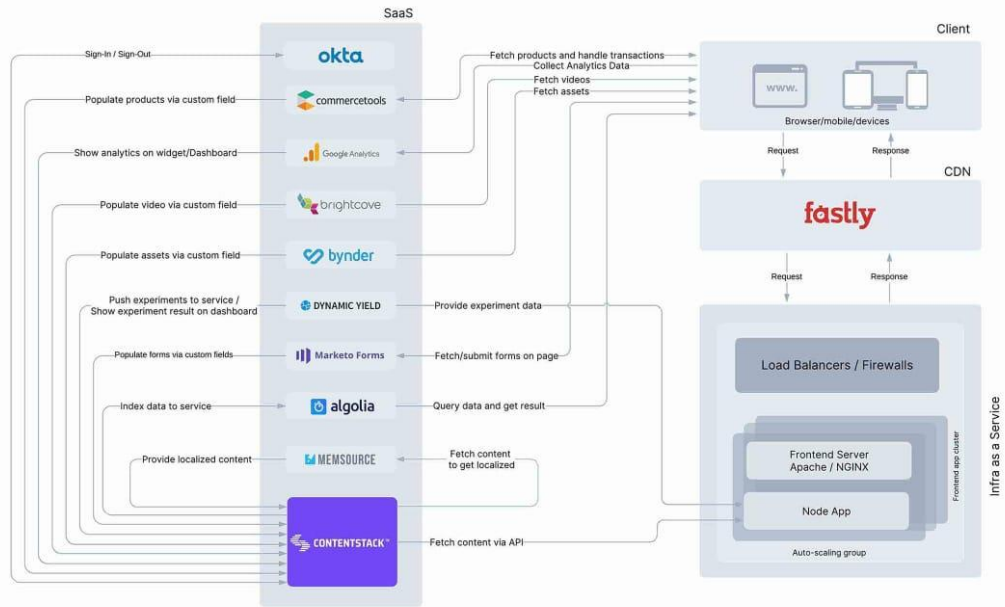 SaaS
Client
Sign-In / Sign-Out
okta
Fetch products and handle transactions
Collect Analytics Data
Fetch videos
Fetch assets
Populate products via custom field
commercetools
www.
Browser/mobile/devices
Show analytics on widget/Dashboard
Google Analytics
Request
Response
CDN
Populate video via custom field
brightcove
fastly
Populate assets via custom field
bynder
Request
Response
Push experiments to service /
Show experiment result on dashboard
DYNAMIC YIELD
Provide experiment data
Populate forms via custom fields
Marketo Forms
Fetch/submit forms on page
Load Balancers / Firewalls
Index data to service
algolia
Query data and get result
Provide localized content
MEMSOURCE
Fetch content
to get localized
Frontend Server
Apache / NGINX
Node App
Auto-scaling group
Frontend app cluster
Infra as a Service
CONTENTSTACK™
Fetch content via API